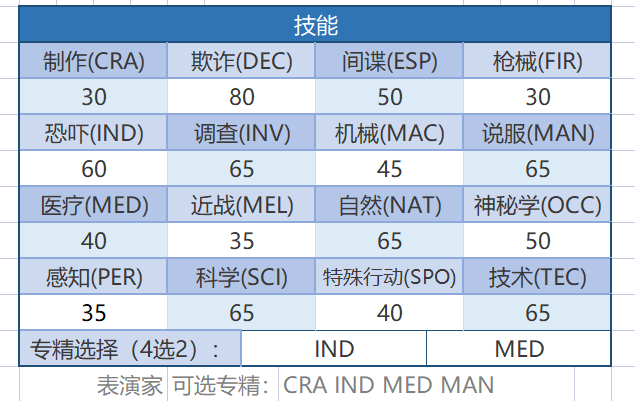 技能
制作(CRA) 欺诈(DEC) 间谍(ESP) 枪械(FIR)
30 80 50 30
恐吓(IND) 调查(INV) 机械(MAC) 说服(MAN)
60 65 45 65
医疗(MED) 近战(MEL) 自然(NAT) 神秘学(OCC)
40 35 65 50
感知(PER) 科学(SCI) 特殊行动(SPO) 技术(TEC)
35 65 40 65
专精选择（4选2）： IND MED
表演家 可选专精：CRA IND MED MAN